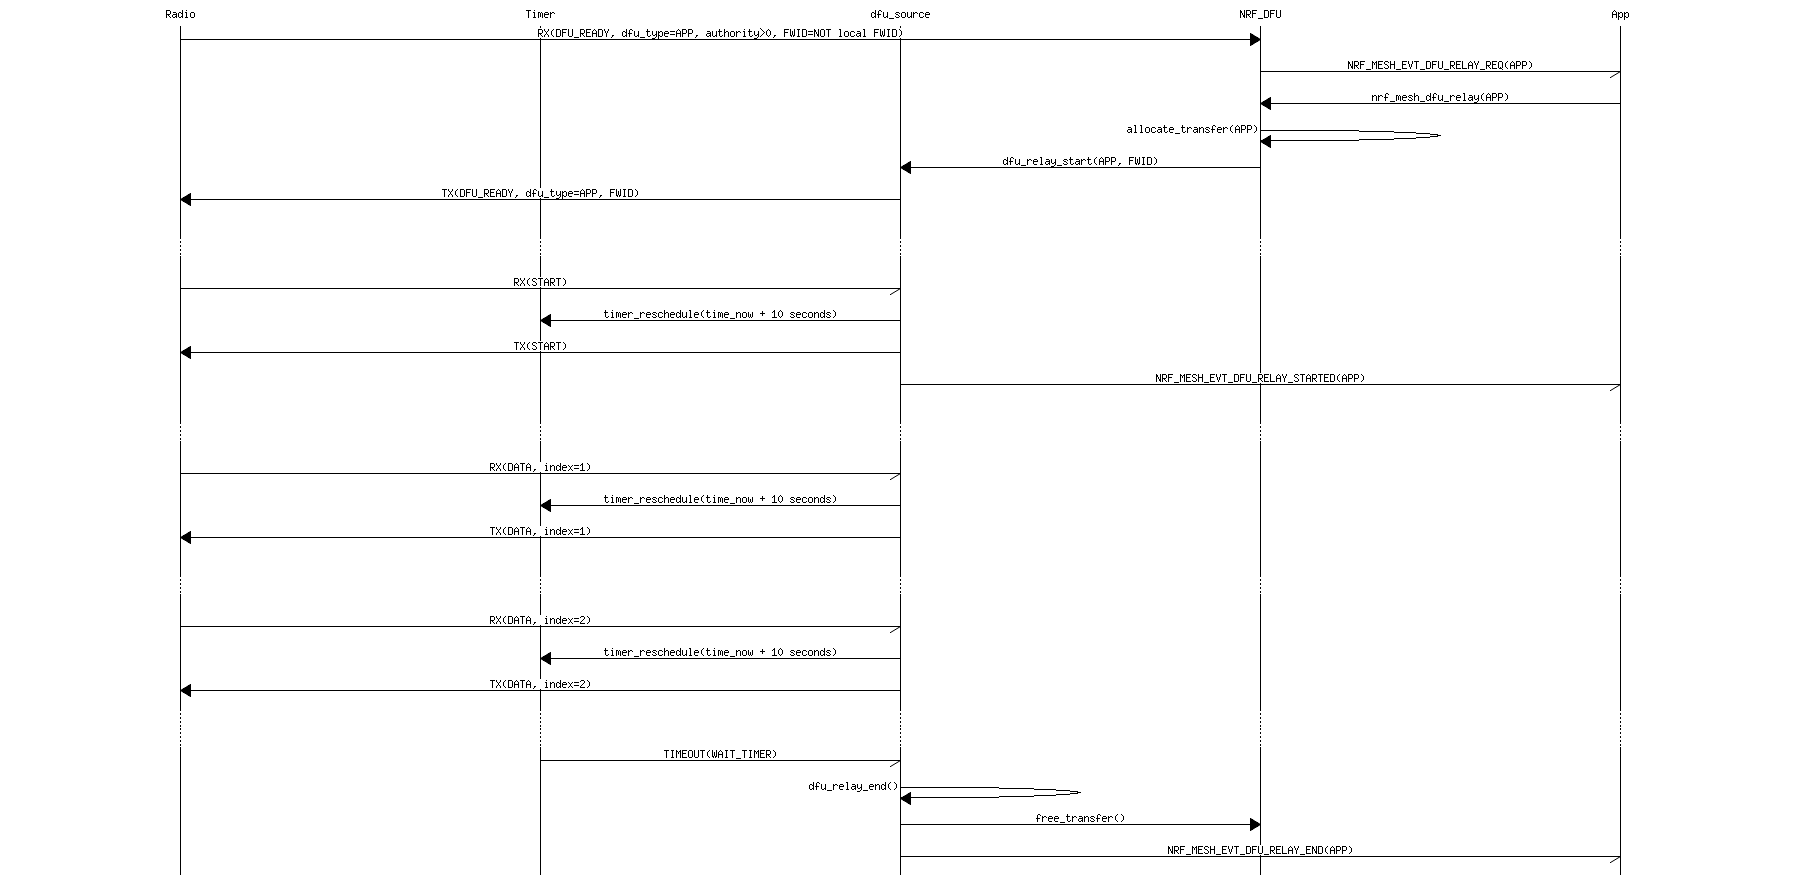 Radio Timer dfu_source NRF_DFU App
RX(DFU_READY, dfu_type=APP, authority>0, FWID=NOT local FWID)
NRF_MESH_EVT_DFU_RELAY_REQ(APP)
nrf_mesh_dfu_relay(APP)
allocate_transfer(APP)
dfu_relay_start(APP, FWID)
TX(DFU_READY, dfu_type=APP, FWID)
RX(START)
timer_reschedule(time_now + 10 seconds)
TX(START)
NRF_MESH_EVT_DFU_RELAY_STARTED(APP)
RX(DATA, index=1)
timer_reschedule(time_now + 10 seconds)
TX(DATA, index=1)
RX(DATA, index=2)
timer_reschedule(time_now + 10 seconds)
TX(DATA, index=2)
TIMEOUT(WAIT_TIMER)
dfu_relay_end()
free_transfer()
NRF_MESH_EVT_DFU_RELAY_END(APP)